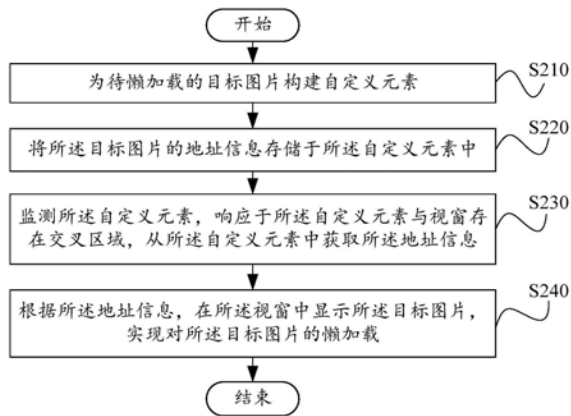 开始
为待懒加载的目标图片构建自定义元素
S210
将所述目标图片的地址信息存储于所述自定义元素中
S220
监测所述自定义元素，响应于所述自定义元素与视窗存
在交叉区域，从所述自定义元素中获取所述地址信息
S230
根据所述地址信息，在所述视窗中显示所述目标图片，
实现对所述目标图片的懒加载
S240
结束